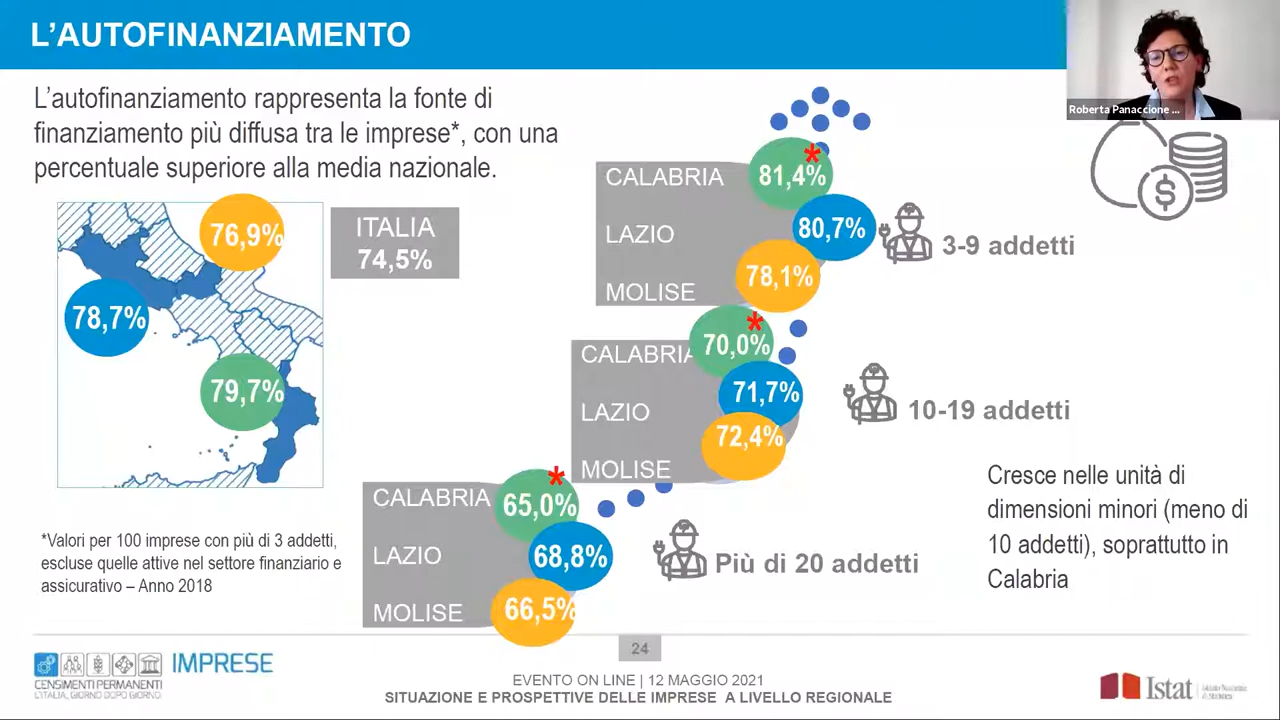 L'AUTOFINANZIAMENTO
Roberta Panaccione ...
L'autofinanziamento rappresenta la fonte di
finanziamento più diffusa tra le imprese*, con una
percentuale superiore alla media nazionale.
76,9%
78,7%
79,7%
ITALIA
74,5%
CALABRIA 81,4% *
LAZIO 80,7%
MOLISE 78,1%
3-9 addetti
CALABRIA 70,0% *
LAZIO 71,7%
MOLISE 72,4%
10-19 addetti
CALABRIA 65,0% *
LAZIO 68,8%
MOLISE 66,5%
Più di 20 addetti
$
Cresce nelle unità di
dimensioni minori (meno di
10 addetti), soprattutto in
Calabria
*Valori per 100 imprese con più di 3 addetti,
escluse quelle attive nel settore finanziario e
assicurativo – Anno 2018
24
IMPRESE
CENSIMENTI PERMANENTI
L'ITALIA, GIORNO DOPO GIORNO
EVENTO ON LINE | 12 MAGGIO 2021
SITUAZIONE E PROSPETTIVE DELLE IMPRESE A LIVELLO REGIONALE
Istat